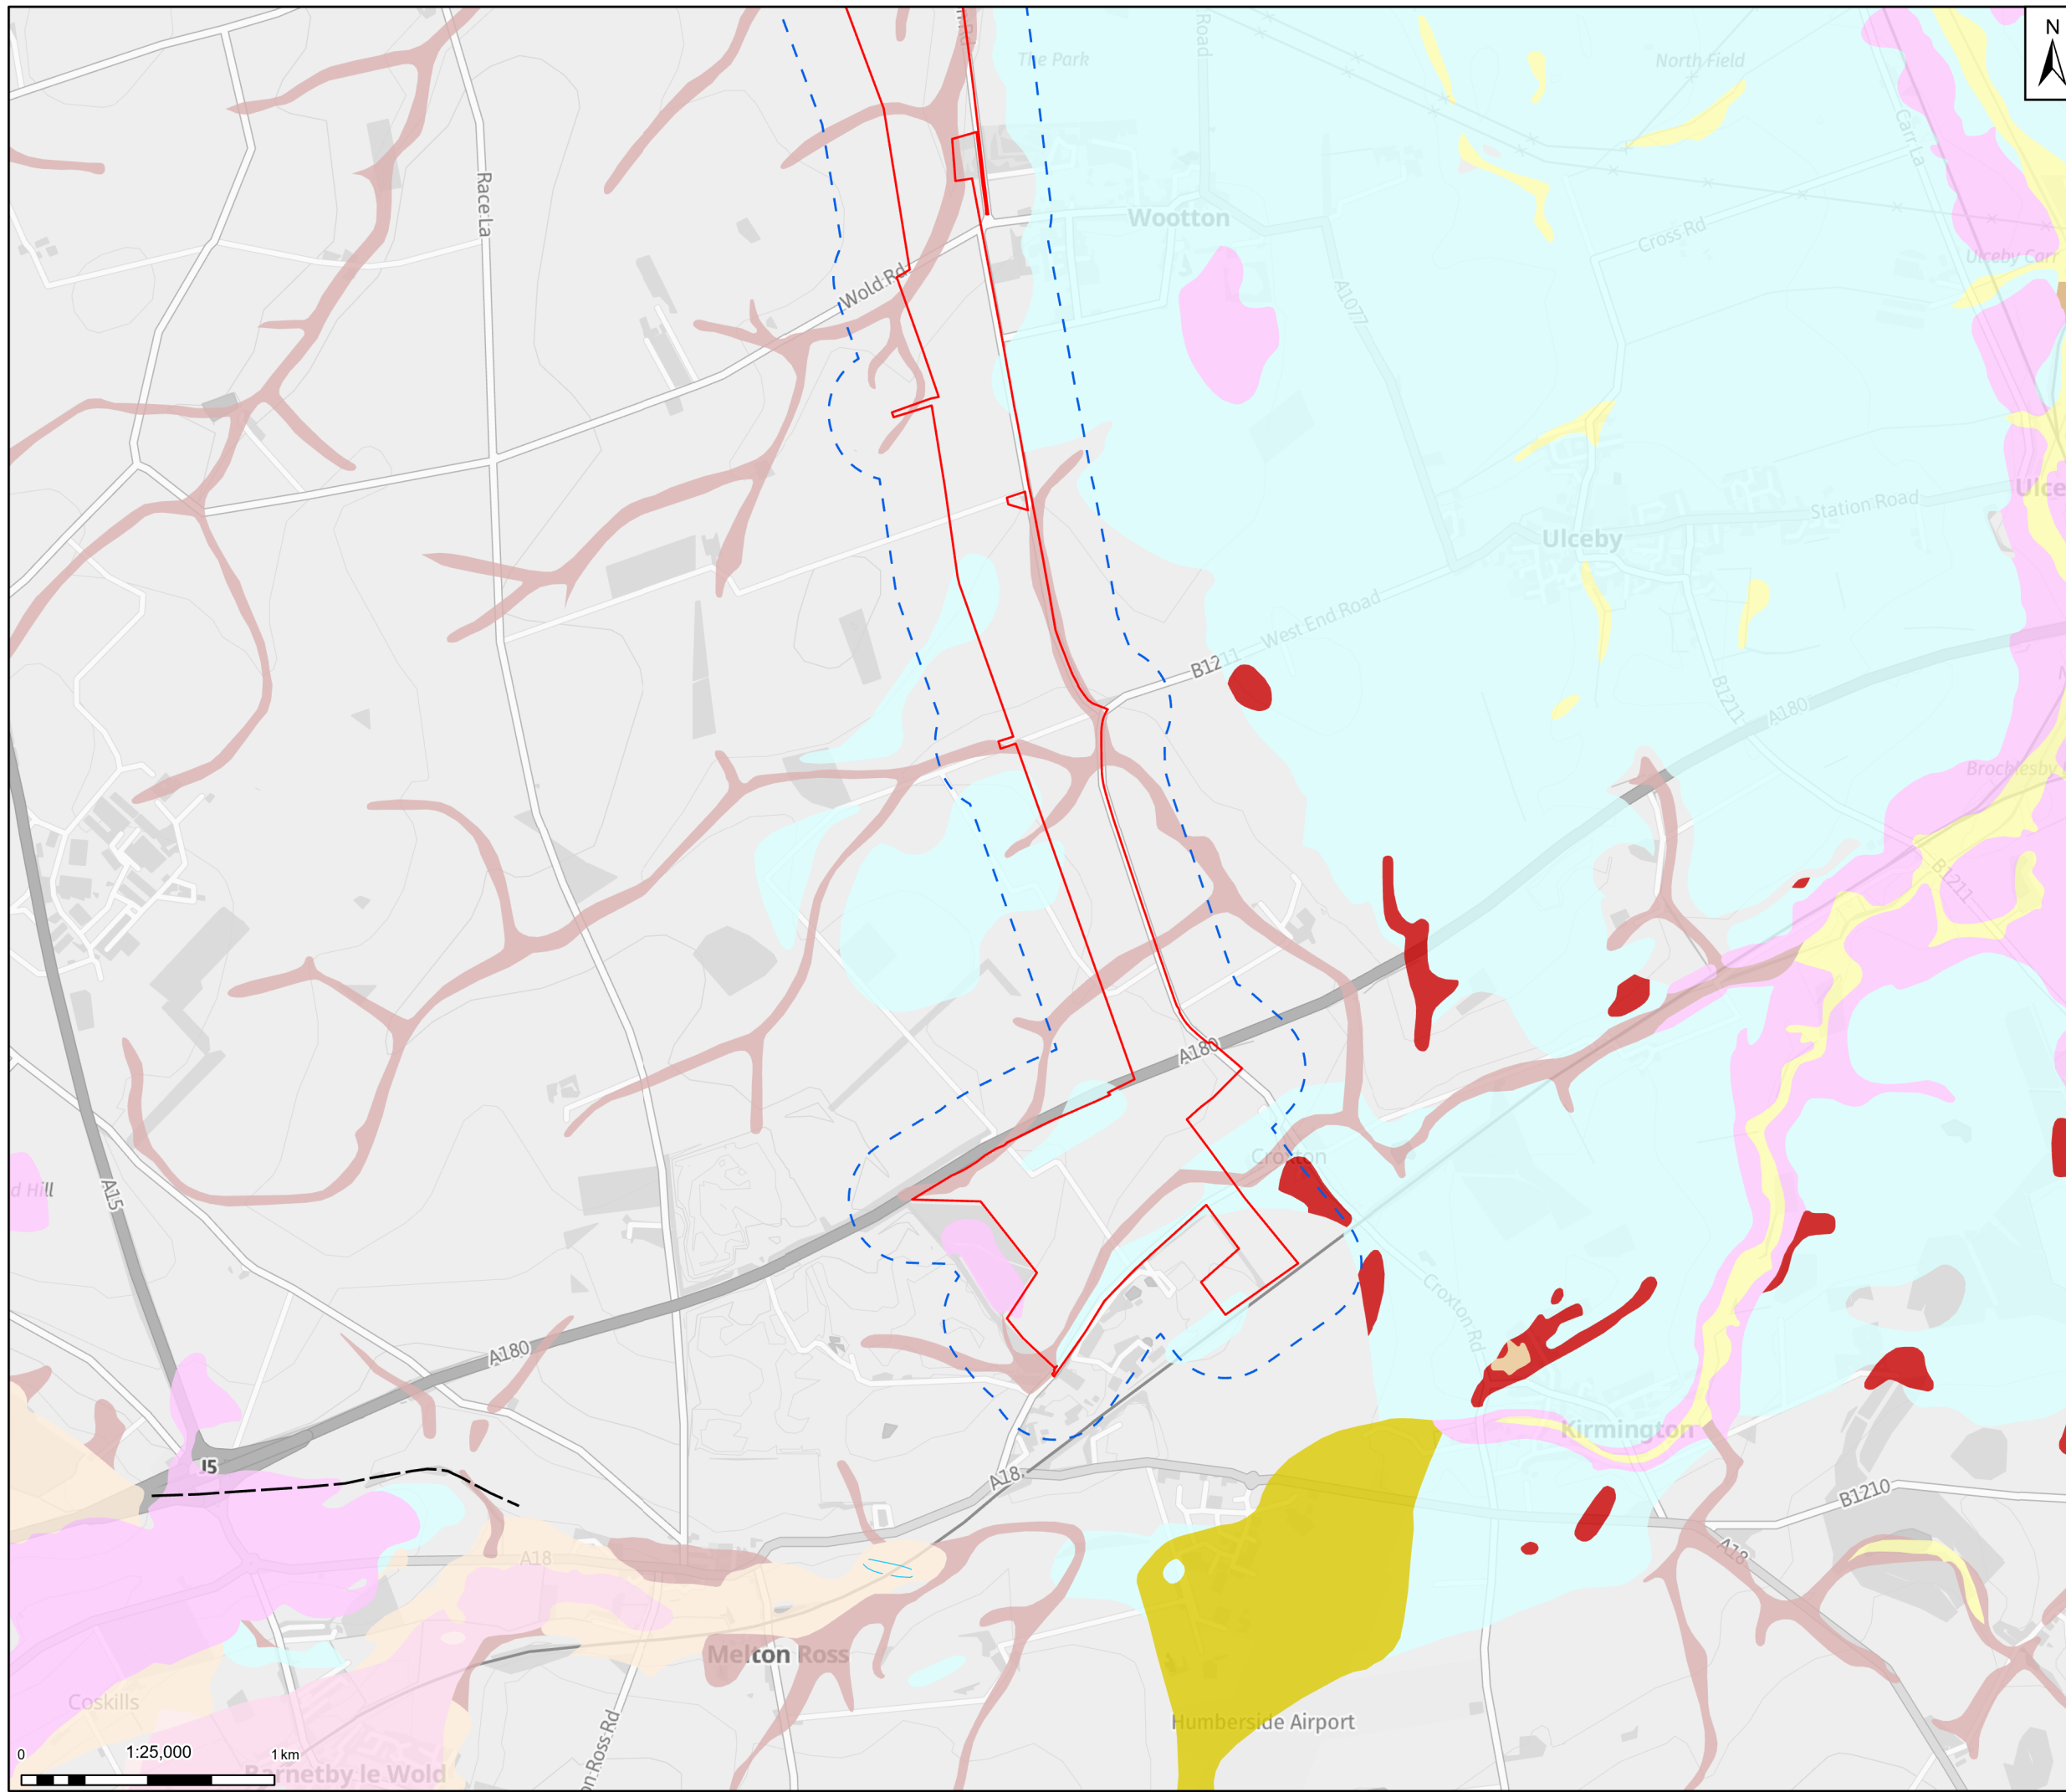 N
Road
The Park
North Field
Carr La
Race La
Wootton
Cross Rd
Ulceby Carr
Wold Rd
A1077
Station Road
Ulceby
West End Road
B1211
B1211
A180
Brocklesby
B1211
A180
A15
Croxton
Croxton Rd
A180
Kirmington
J5
A18
B1210
A18
A18
Melton Ross
Coskills
Humberside Airport
Barnetby le Wold
0
1:25,000
1 km